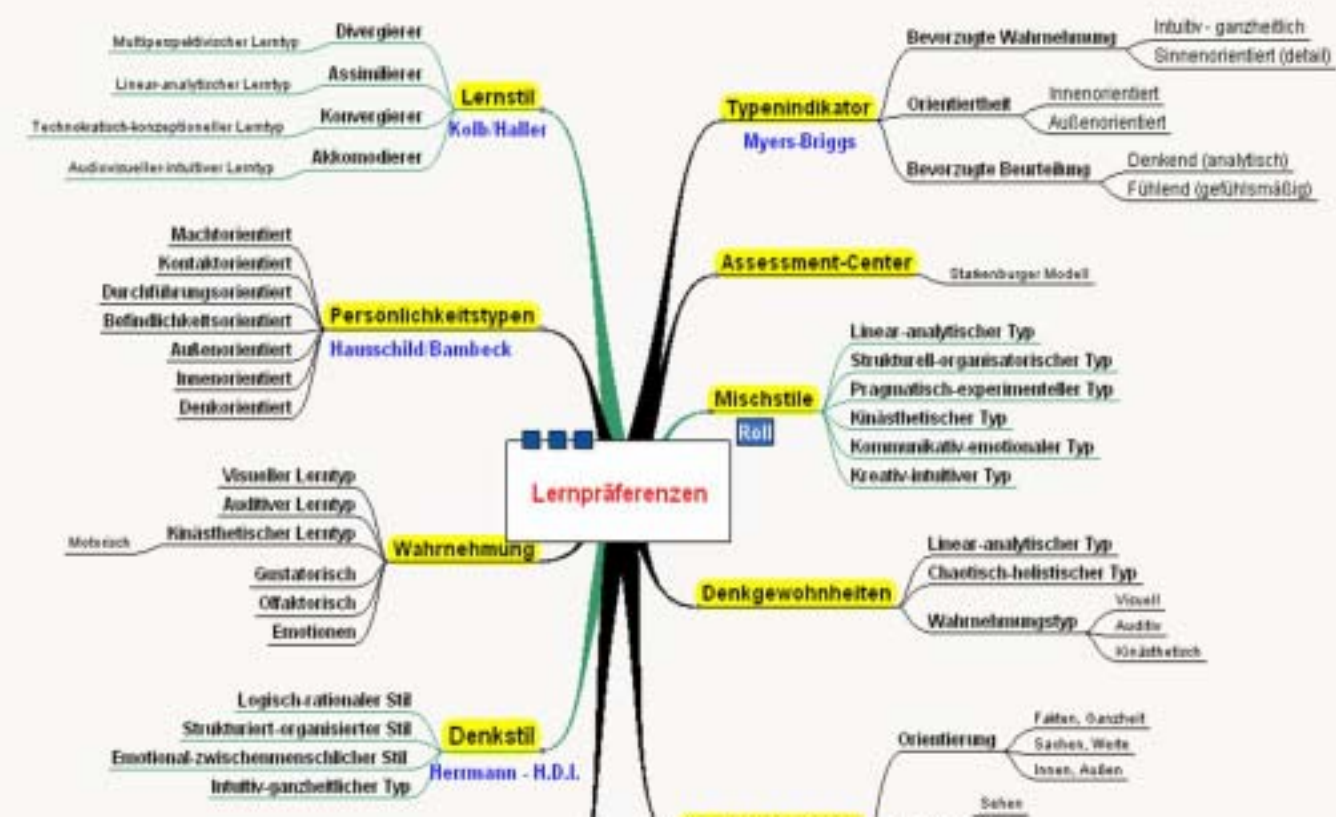 Lernpräferenzen
Lernstil
Kolb/Haller
Divergierer
Multiperspektivischer Lerntyp
Assimilierer
Linear-analytischer Lerntyp
Konvergierer
Technokratisch-konzeptioneller Lerntyp
Akkomodierer
Audiovisueller-intuitiver Lerntyp
Persönlichkeitstypen
Hausschild/Bambeck
Machtorientiert
Kontaktorientiert
Durchführungsorientiert
Befindlichkeitsorientiert
Außenorientiert
Innenorientiert
Denkorientiert
Wahrnehmung
Visueller Lerntyp
Auditiver Lerntyp
Kinästhetischer Lerntyp
Motorisch
Gustatorisch
Olfaktorisch
Emotionen
Denkstil
Herrmann - H.D.I.
Logisch-rationaler Stil
Strukturiert-organisierter Stil
Emotional-zwischenmenschlicher Stil
Intuitiv-ganzheitlicher Typ
Typenindikator
Myers-Briggs
Bevorzugte Wahrnehmung
Intuitiv - ganzheitlich
Sinnenorientiert (detail)
Orientiertheit
Innenorientiert
Außenorientiert
Bevorzugte Beurteilung
Denkend (analytisch)
Fühlend (gefühlsmäßig)
Assessment-Center
Starkenburger Modell
Mischstile
Roll
Linear-analytischer Typ
Strukturell-organisatorischer Typ
Pragmatisch-experimenteller Typ
Kinästhetischer Typ
Kommunikativ-emotionaler Typ
Kreativ-intuitiver Typ
Denkgewohnheiten
Linear-analytischer Typ
Chaotisch-holistischer Typ
Wahrnehmungstyp
Visuell
Auditiv
Kinästhetisch
Orientierung
Fakten, Ganzheit
Sachen, Werte
Innen, Außen
Sehen